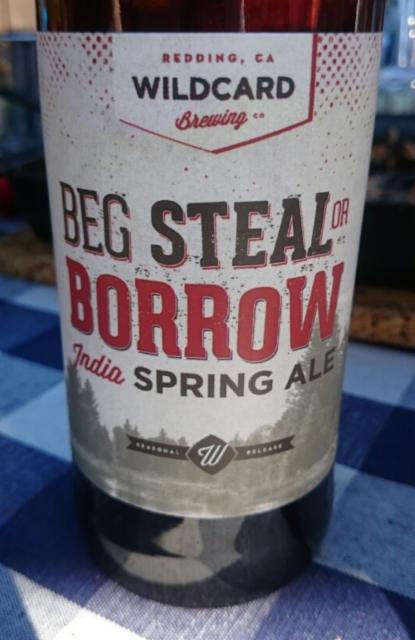 REDDING, CA
WILDCARD
Brewing CO
BEG STEAL OR
BORROW
India SPRING ALE
SEASONAL W RELEASE